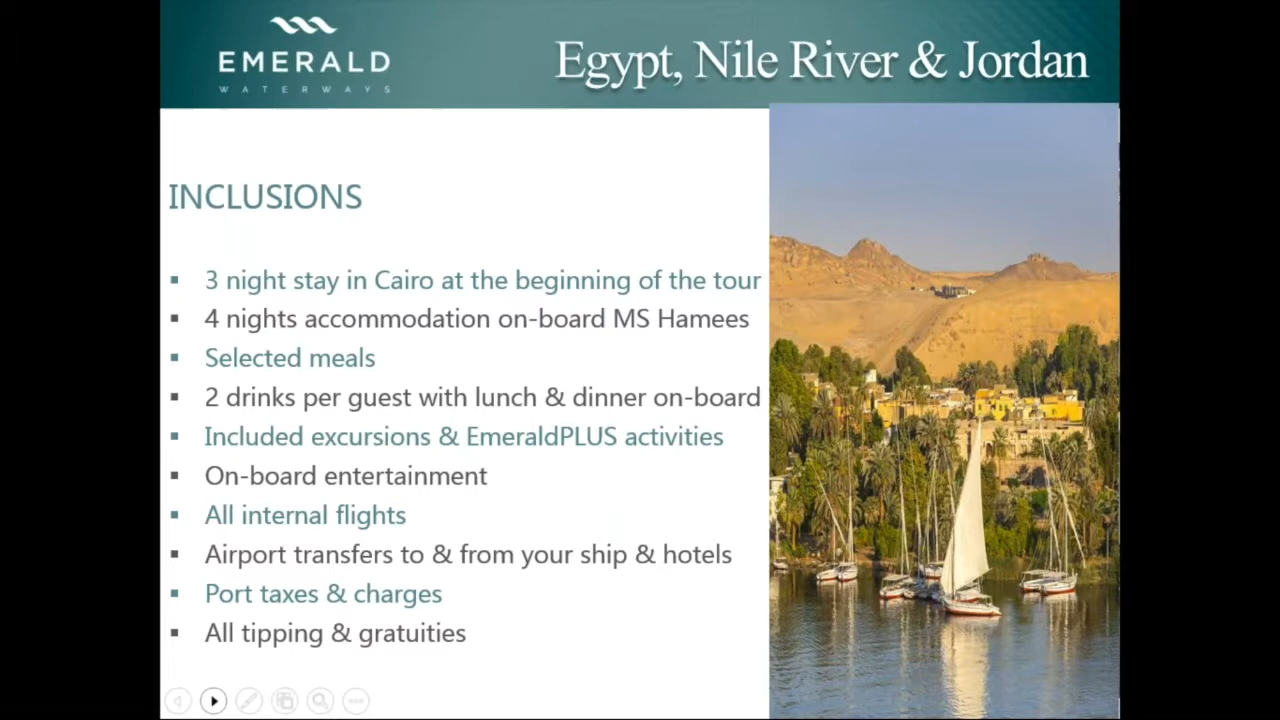 EMERALD
WATERWAYS
Egypt, Nile River & Jordan
INCLUSIONS
▪ 3 night stay in Cairo at the beginning of the tour
▪ 4 nights accommodation on-board MS Hamees
▪ Selected meals
▪ 2 drinks per guest with lunch & dinner on-board
▪ Included excursions & EmeraldPLUS activities
▪ On-board entertainment
▪ All internal flights
▪ Airport transfers to & from your ship & hotels
▪ Port taxes & charges
▪ All tipping & gratuities